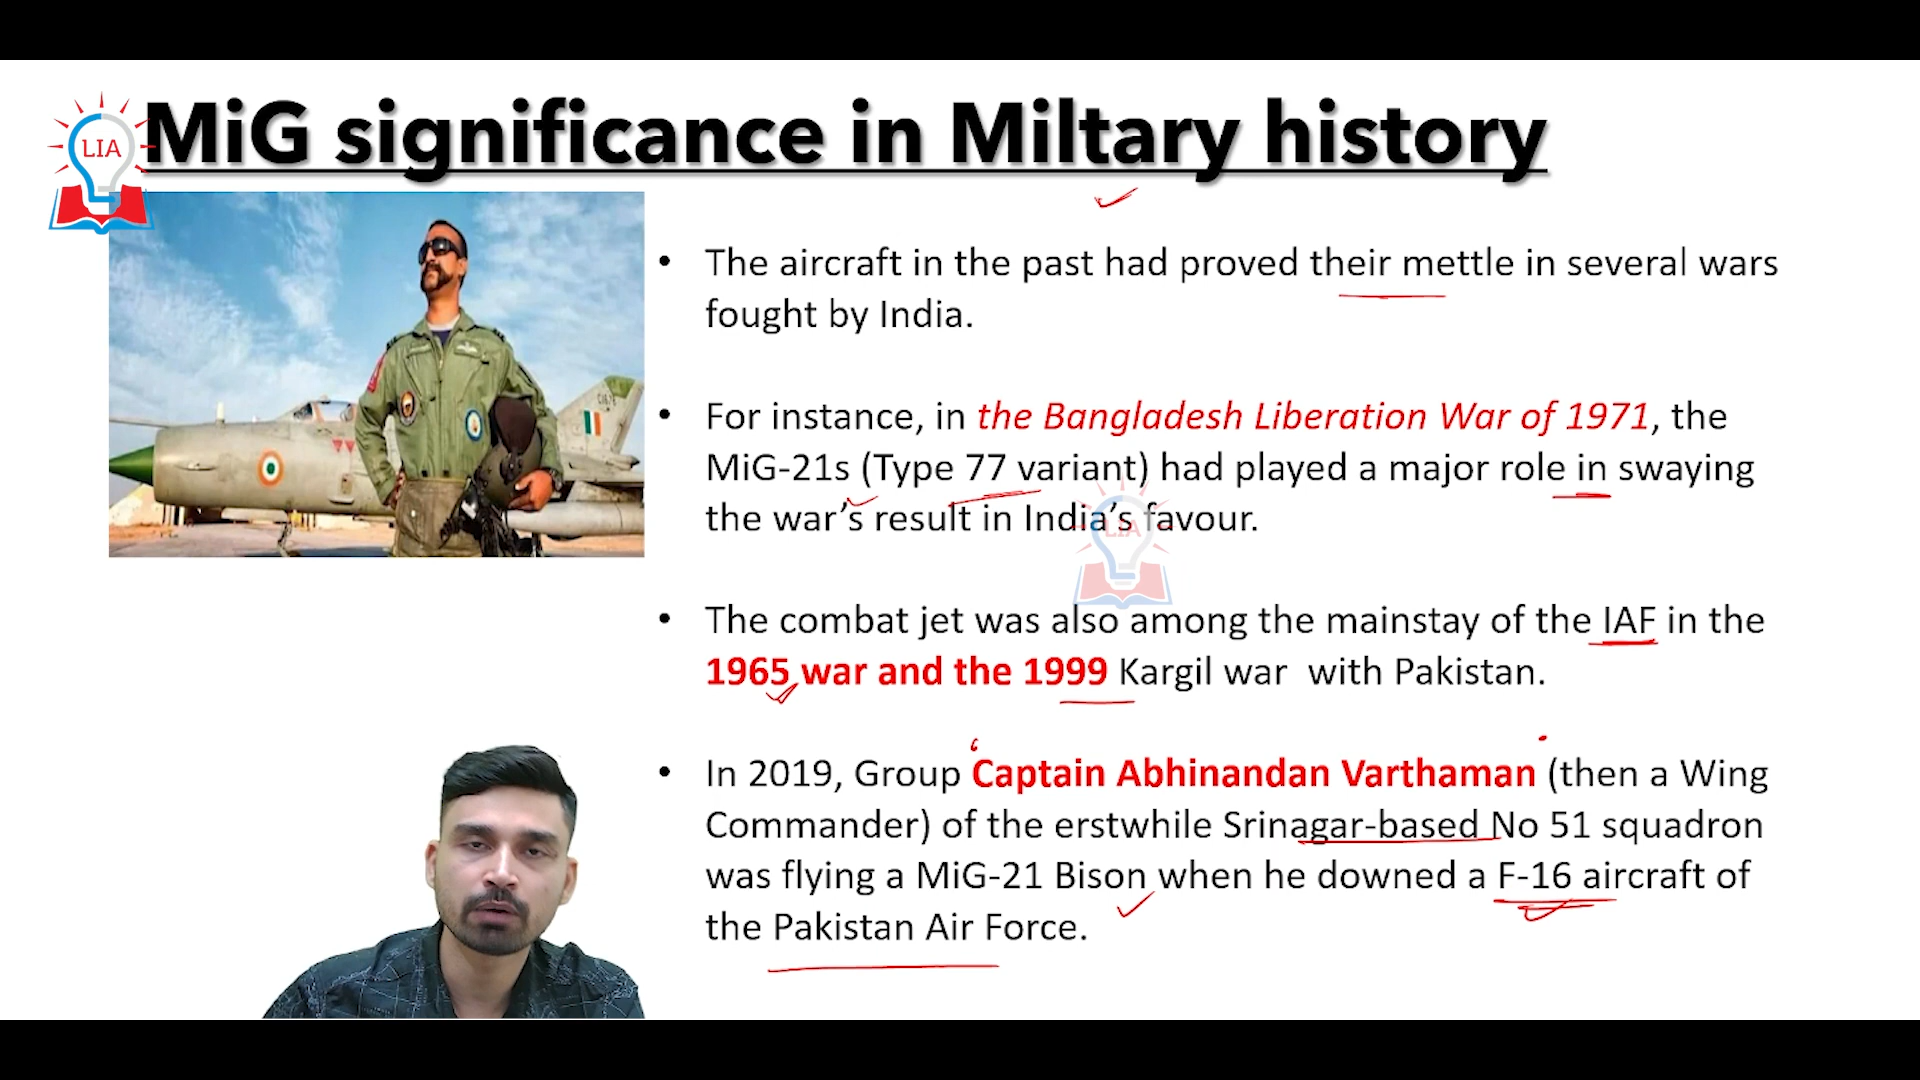 LIA
MiG significance in Miltary history
• The aircraft in the past had proved their mettle in several wars
fought by India.
• For instance, in the Bangladesh Liberation War of 1971, the
MiG-21s (Type 77 variant) had played a major role in swaying
the war’s result in India’s favour.
LIA
• The combat jet was also among the mainstay of the IAF in the
1965 war and the 1999 Kargil war with Pakistan.
• In 2019, Group Captain Abhinandan Varthaman (then a Wing
Commander) of the erstwhile Srinagar-based No 51 squadron
was flying a MiG-21 Bison when he downed a F-16 aircraft of
the Pakistan Air Force.